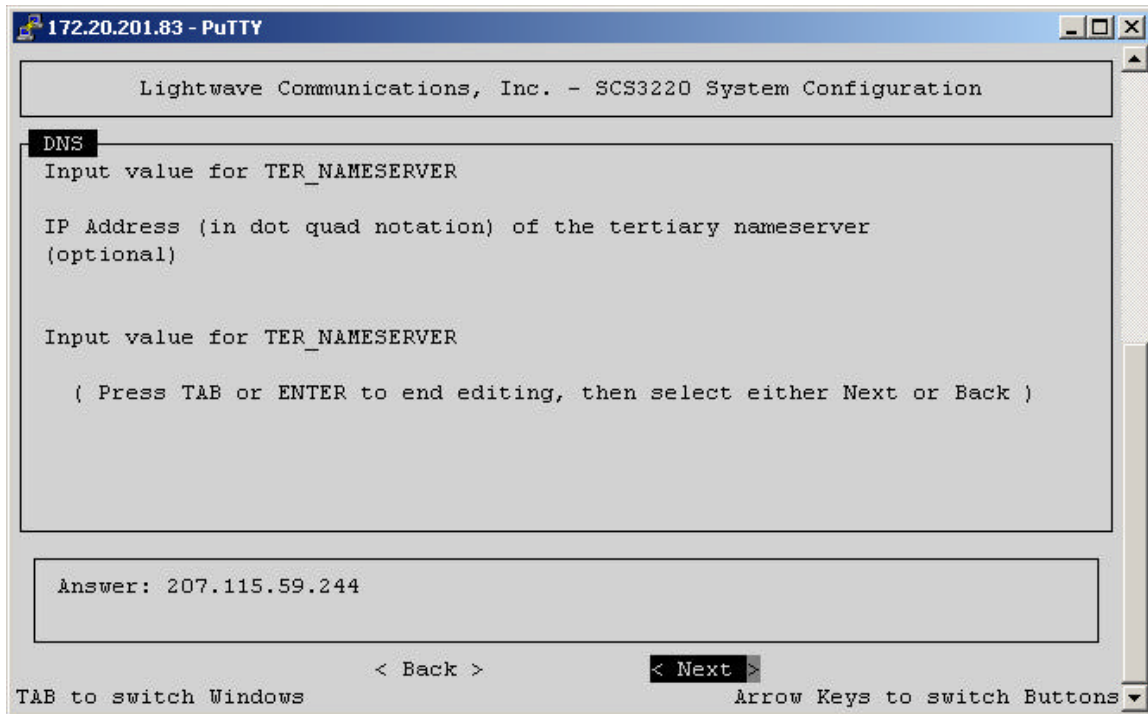 172.20.201.83 - PuTTY
Lightwave Communications, Inc. - SCS3220 System Configuration
DNS
Input value for TER_NAMESERVER
IP Address (in dot quad notation) of the tertiary nameserver
(optional)
Input value for TER_NAMESERVER
( Press TAB or ENTER to end editing, then select either Next or Back )
Answer: 207.115.59.244
< Back > < Next >
TAB to switch Windows Arrow Keys to switch Buttons